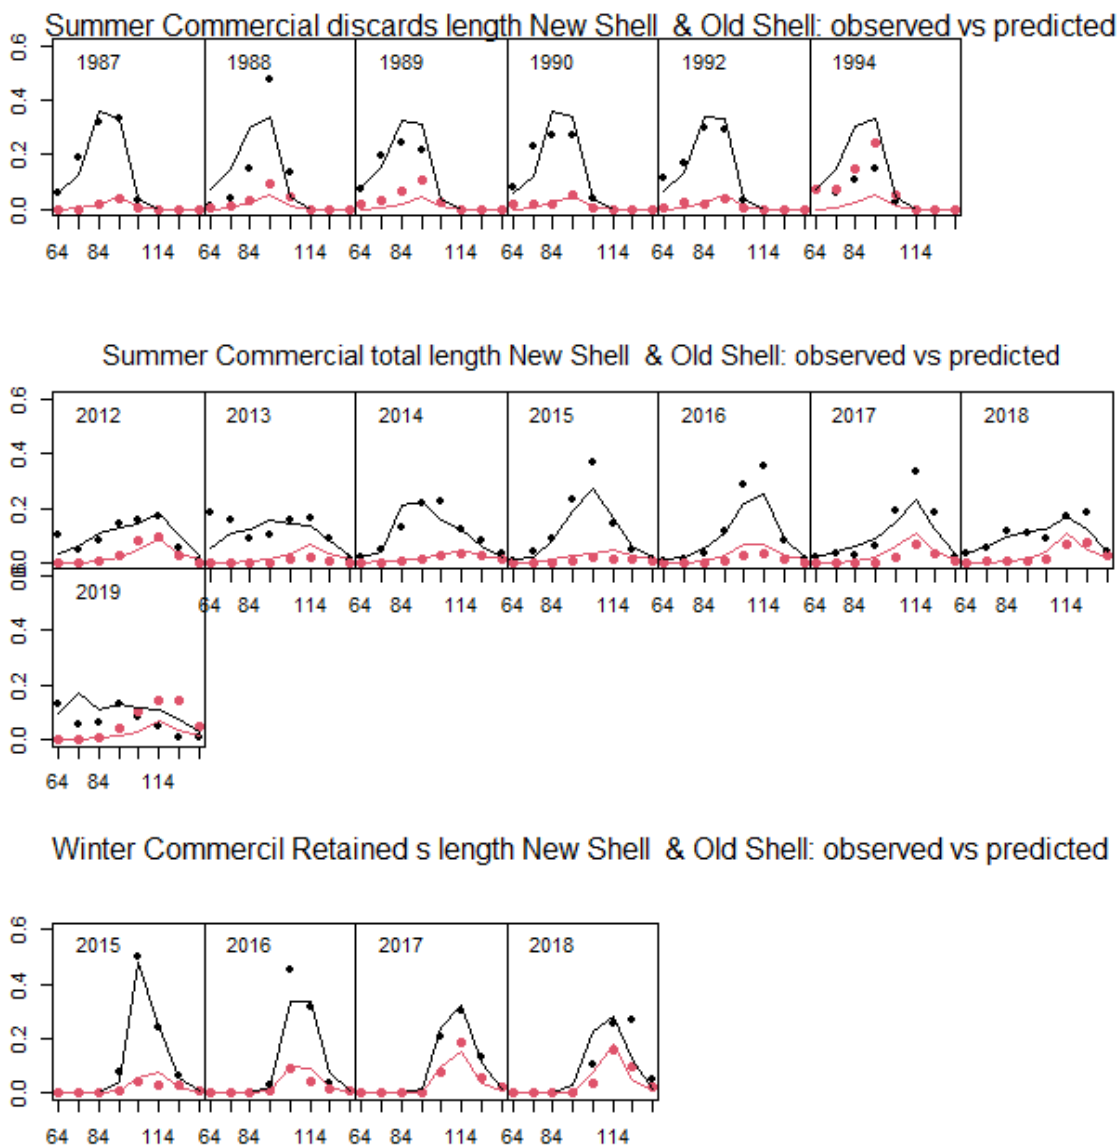 Summer Commercial discards length New Shell & Old Shell: observed vs predicted
0.6
1987 1988 1989 1990 1992 1994
0.4
0.2
0.0
64 84 114 64 84 114 64 84 114 64 84 114 64 84 114 64 84 114
Summer Commercial total length New Shell & Old Shell: observed vs predicted
0.6
2012 2013 2014 2015 2016 2017 2018
0.4
0.2
2019
64 84 114 64 84 114 64 84 114 64 84 114 64 84 114 64 84 114
0.4
0.2
0.0
64 84 114
Winter Commercil Retained s length New Shell & Old Shell: observed vs predicted
0.6
2015 2016 2017 2018
0.4
0.2
0.0
64 84 114 64 84 114 64 84 114 64 84 114